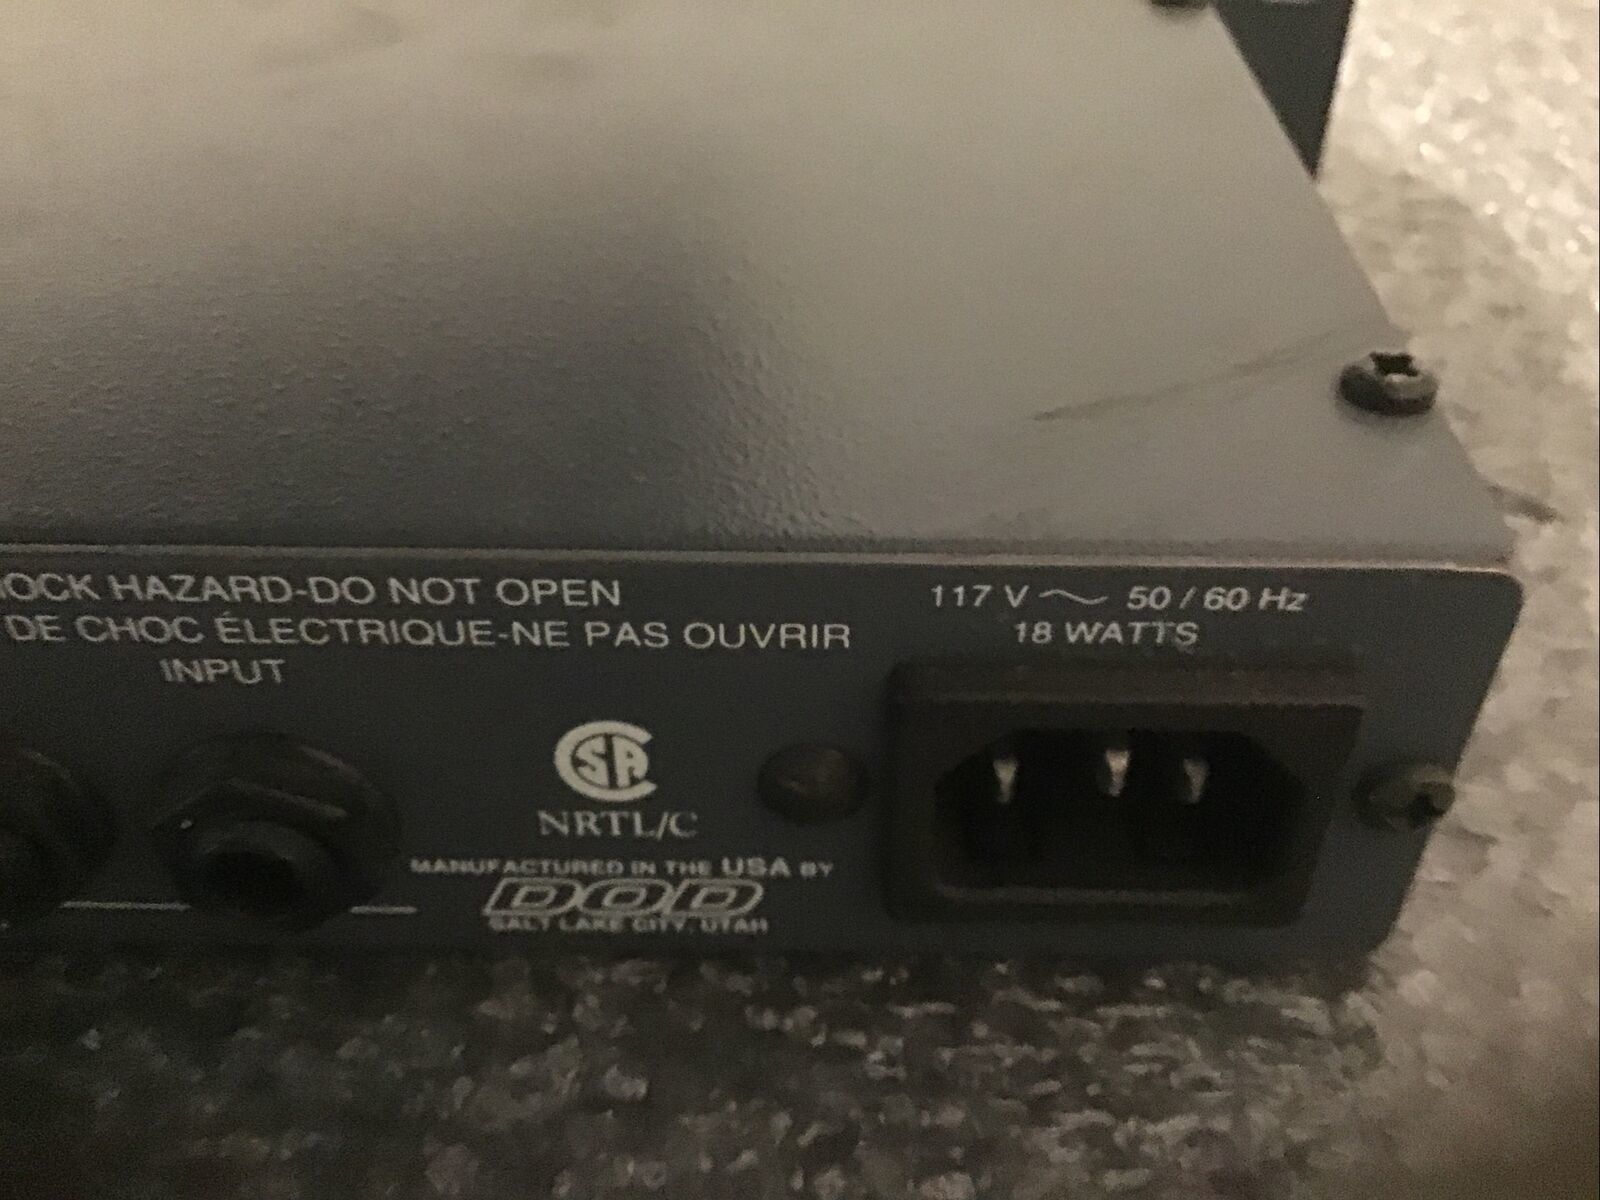 OCK HAZARD-DO NOT OPEN
DE CHOC ÉLECTRIQUE-NE PAS OUVRIR
INPUT
117 V ~ 50 / 60 Hz
18 WATTS
CSA
NRTL/C
MANUFACTURED IN THE USA BY
DOD
SALT LAKE CITY, UTAH